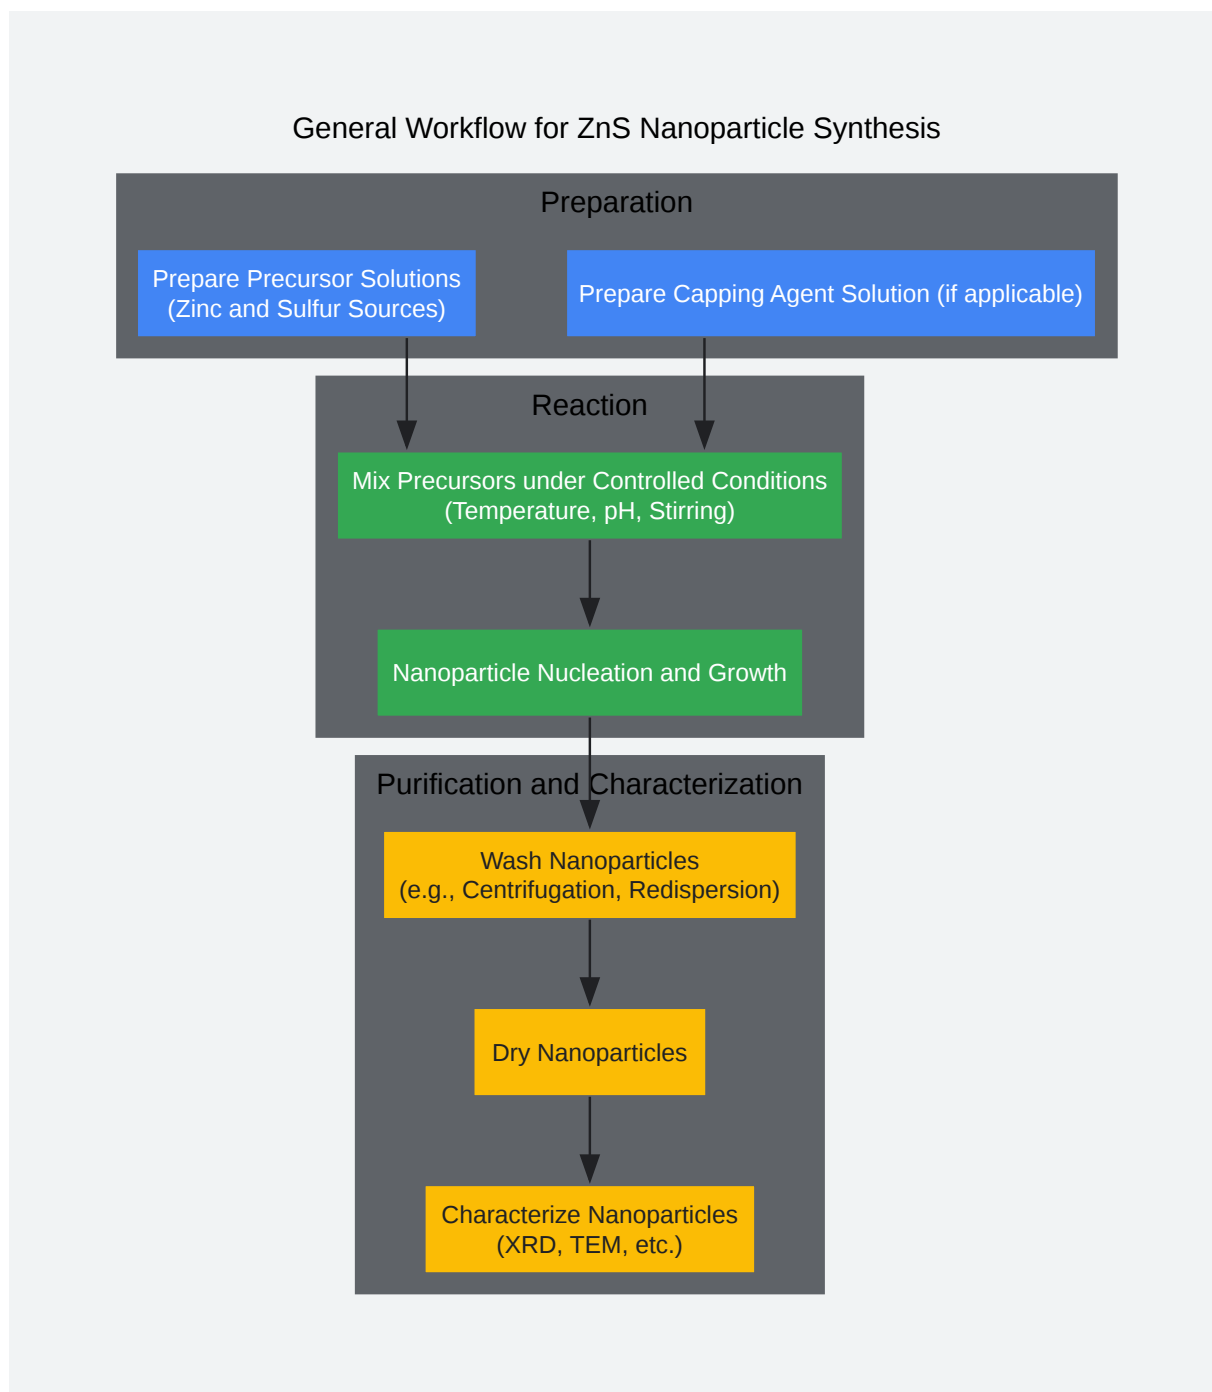 General Workflow for ZnS Nanoparticle Synthesis
Preparation
Prepare Precursor Solutions
(Zinc and Sulfur Sources)
Prepare Capping Agent Solution (if applicable)
Reaction
Mix Precursors under Controlled Conditions
(Temperature, pH, Stirring)
Nanoparticle Nucleation and Growth
Purification and Characterization
Wash Nanoparticles
(e.g., Centrifugation, Redispersion)
Dry Nanoparticles
Characterize Nanoparticles
(XRD, TEM, etc.)